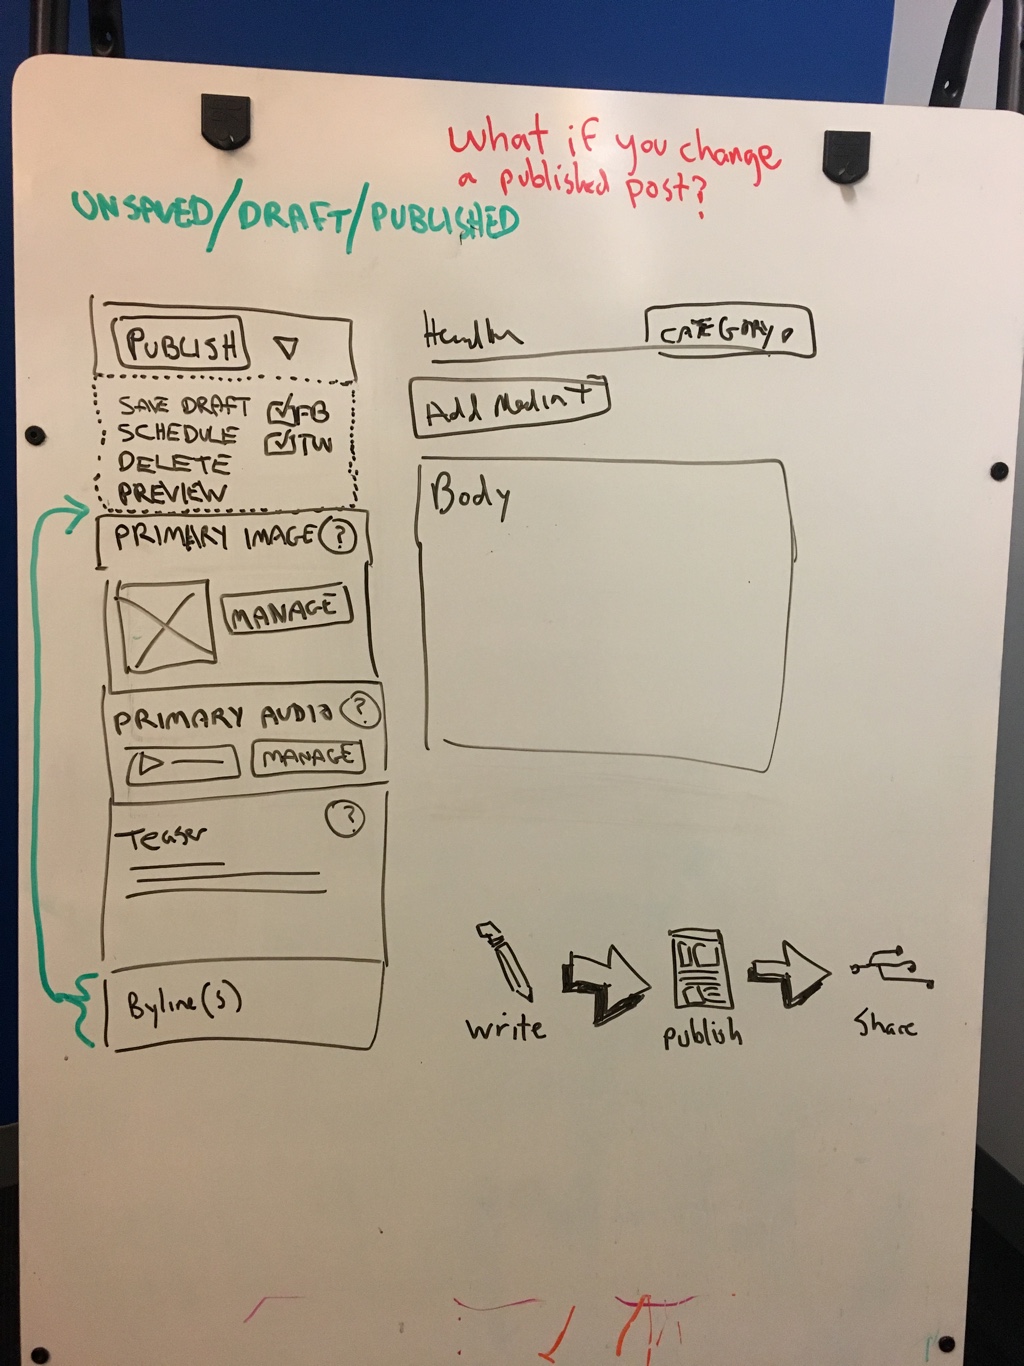 What if you change
a published post?
UNSAVED/DRAFT/PUBLISHED
PUBLISH
SAVE DRAFT FB
SCHEDULE TW
DELETE
PREVIEW
PRIMARY IMAGE ?
MANAGE
PRIMARY AUDIO ?
MANAGE
Teaser ?
Byline(s)
CATEGORY
Add Media +
Body
write
publish
Share